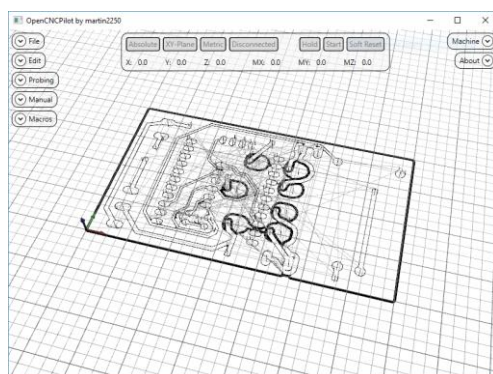 OpenCNCPilot by martin2250
File
Edit
Probing
Manual
Macros
Absolute XY-Plane Metric Disconnected Hold Start Soft Reset
X: 0.0 Y: 0.0 Z: 0.0 MX: 0.0 MY: 0.0 MZ: 0.0
Machine
About